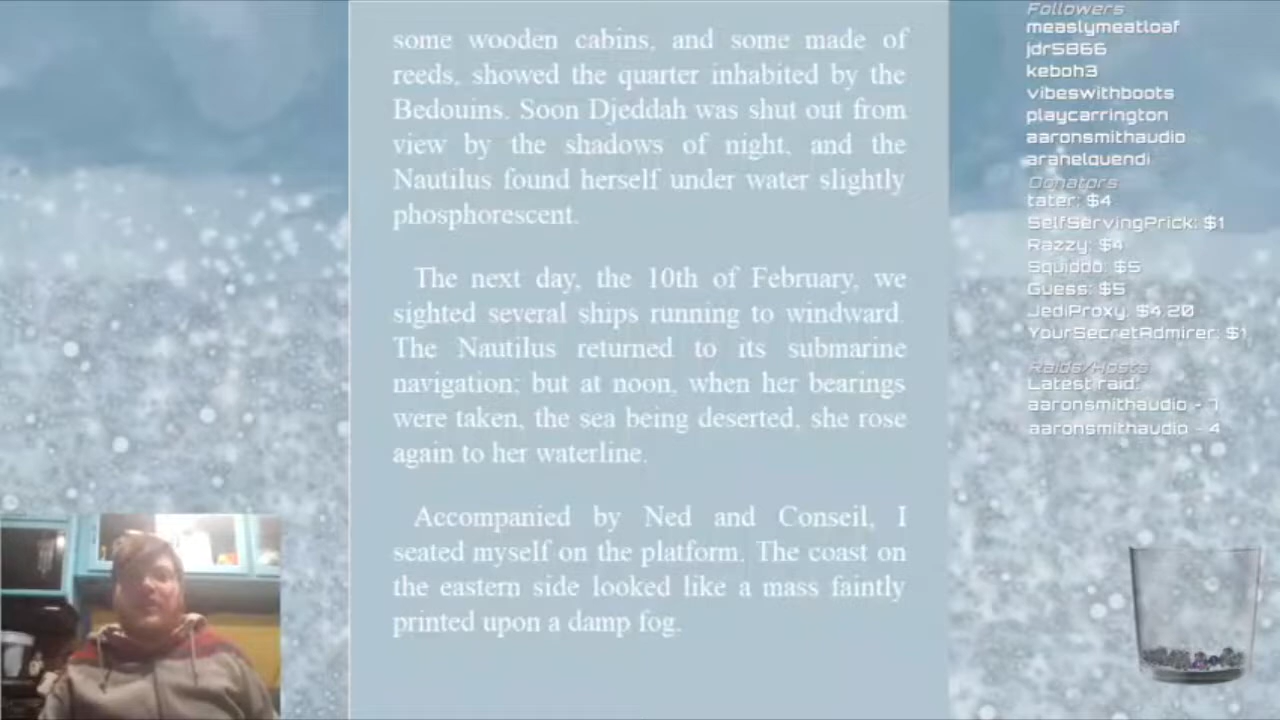 some wooden cabins, and some made of
reeds, showed the quarter inhabited by the
Bedouins. Soon Djeddah was shut out from
view by the shadows of night, and the
Nautilus found herself under water slightly
phosphorescent.
The next day, the 10th of February, we
sighted several ships running to windward.
The Nautilus returned to its submarine
navigation; but at noon, when her bearings
were taken, the sea being deserted, she rose
again to her waterline.
Accompanied by Ned and Conseil, I
seated myself on the platform. The coast on
the eastern side looked like a mass faintly
printed upon a damp fog.
Followers
measlymeatloaf
jdr5866
keboh3
vibeswithboots
playcarrington
aaronsmithaudio
aranelquendi
Donators
tater: $4
SelfServingPrick: $1
Razzy: $4
Squiddo: $5
Guess: $5
JediProxy: $4.20
YourSecretAdmirer: $1
Raids/Hosts
Latest raid:
aaronsmithaudio - 7
aaronsmithaudio - 4